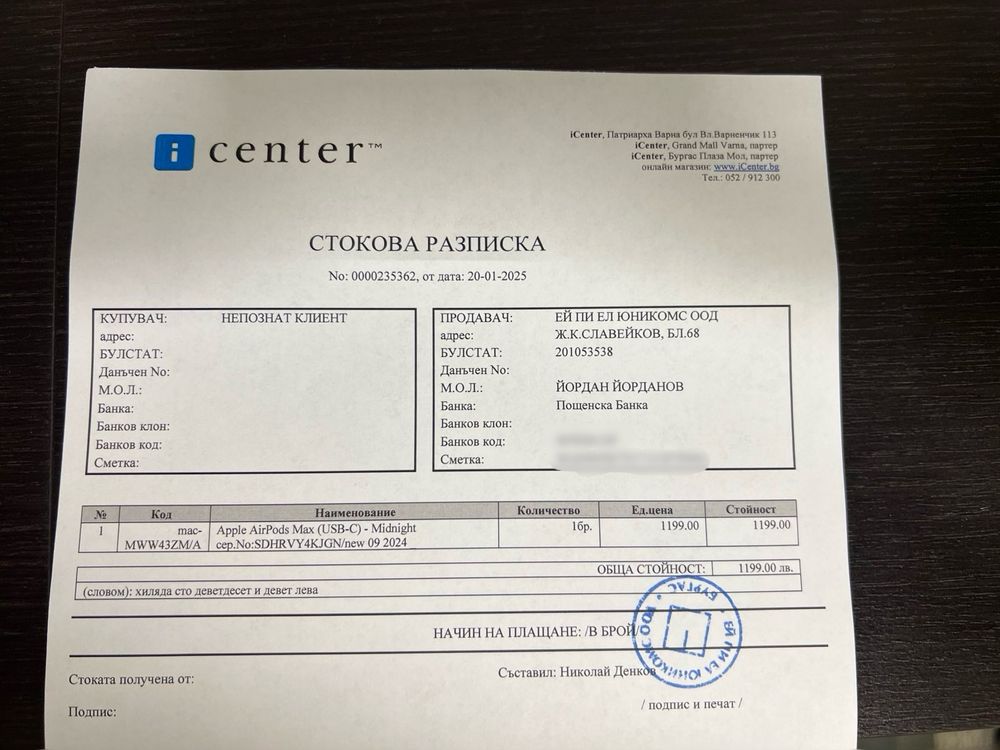 i center™
iCenter, Патриарха Варна бул Вл.Варненчик 113
iCenter, Grand Mall Varna, партер
iCenter, Бургас Плаза Мол, партер
онлайн магазин: www.iCenter.bg
Тел.: 052 / 912 300
СТОКОВА РАЗПИСКА
No: 0000235362, от дата: 20-01-2025
КУПУВАЧ: НЕПОЗНАТ КЛИЕНТ
адрес:
БУЛСТАТ:
Данъчен No:
М.О.Л.:
Банка:
Банков клон:
Банков код:
Сметка:
ПРОДАВАЧ: ЕЙ ПИ ЕЛ ЮНИКОМС ООД
адрес: Ж.К.СЛАВЕЙКОВ, БЛ.68
БУЛСТАТ: 201053538
Данъчен No:
М.О.Л.: ЙОРДАН ЙОРДАНОВ
Банка: Пощенска Банка
Банков клон:
Банков код:
Сметка:
№ Код Наименование Количество Ед.цена Стойност
1 mac- Apple AirPods Max (USB-C) - Midnight 1бр. 1199.00 1199.00
MWW43ZM/A сер.No:SDHRVY4KJGN/new 09 2024
ОБЩА СТОЙНОСТ: 1199.00 лв.
(словом): хиляда сто деветдесет и девет лева
НАЧИН НА ПЛАЩАНЕ: /В БРОЙ/
Стоката получена от:
Съставил: Николай Денков
Подпис:
/ подпис и печат /
ЕЙ ПИ ЕЛ ЮНИКОМС ООД
БУРГАС